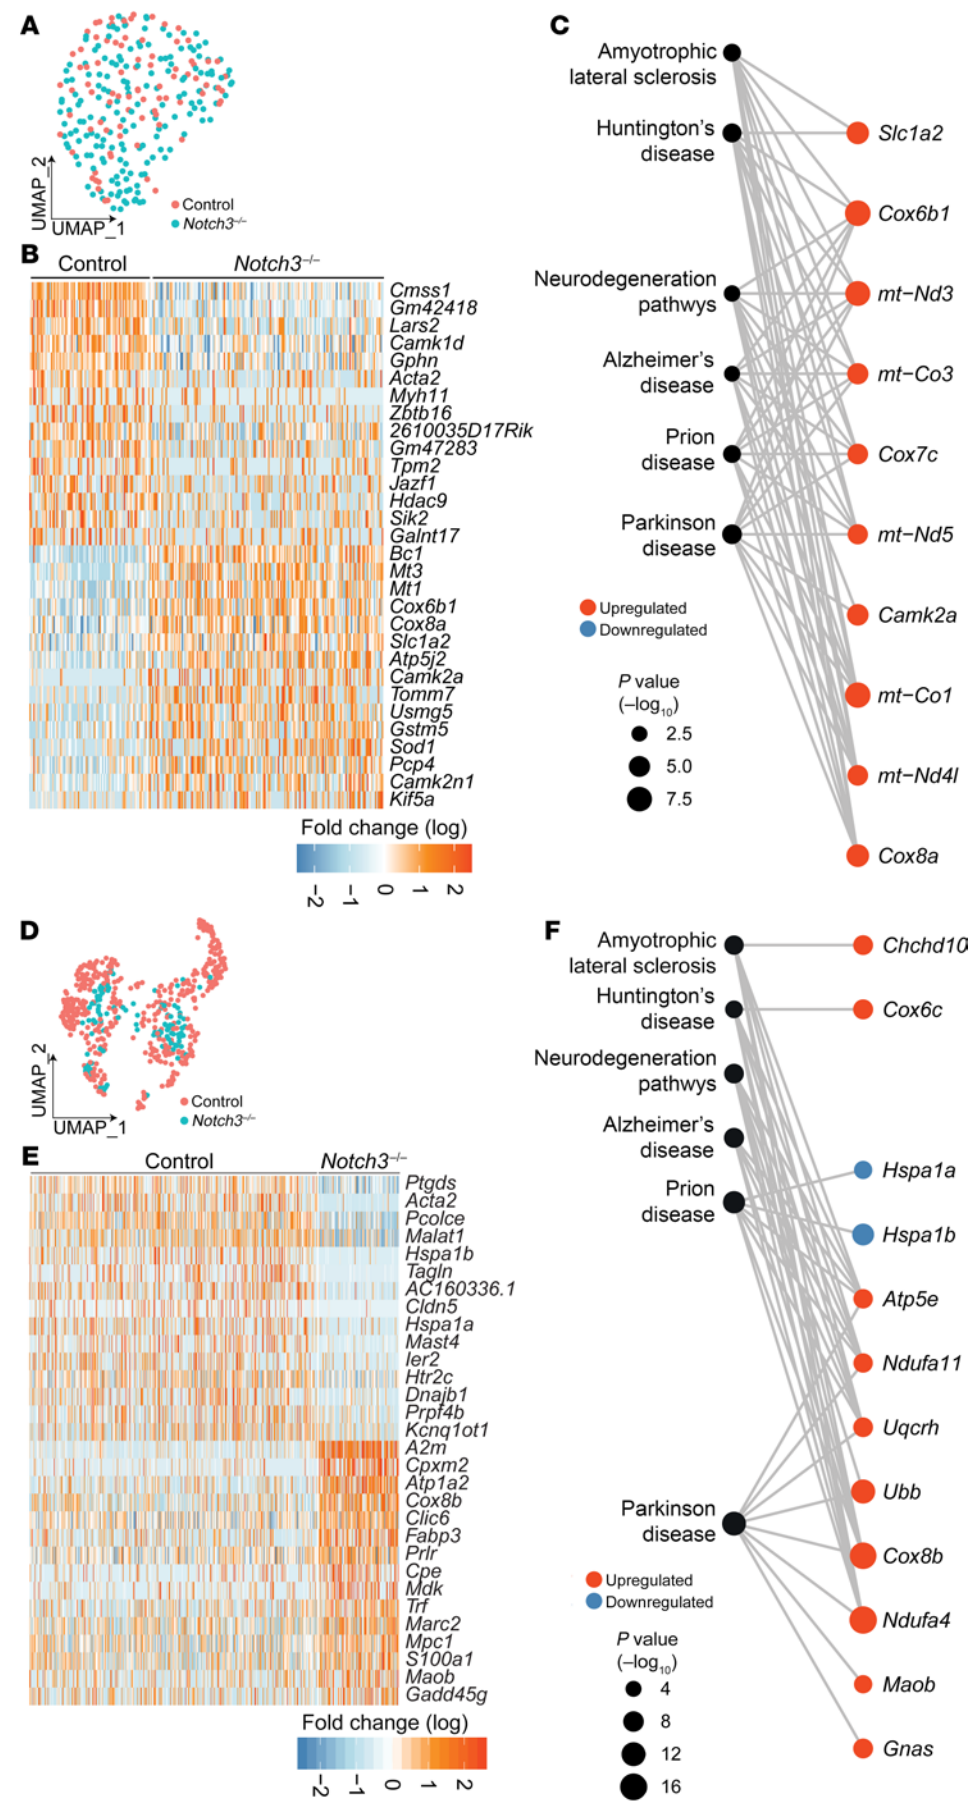 A
UMAP_2
UMAP_1
Control
Notch3–/–
B
Control
Notch3–/–
Cmss1
Gm42418
Lars2
Camk1d
Gphn
Acta2
Myh11
Zbtb16
2610035D17Rik
Gm47283
Tpm2
Jazf1
Hdac9
Sik2
Galnt17
Bc1
Mt3
Mt1
Cox6b1
Cox8a
Slc1a2
Atp5j2
Camk2a
Tomm7
Usmg5
Gstm5
Sod1
Pcp4
Camk2n1
Kif5a
Fold change (log)
–2
–1
0
1
2
C
Amyotrophic
lateral sclerosis
Huntington's
disease
Neurodegeneration
pathwys
Alzheimer's
disease
Prion
disease
Parkinson
disease
Slc1a2
Cox6b1
mt–Nd3
mt–Co3
Cox7c
mt–Nd5
Camk2a
mt–Co1
mt–Nd4l
Cox8a
Upregulated
Downregulated
P value
(–log10)
2.5
5.0
7.5
D
UMAP_2
UMAP_1
Control
Notch3–/–
E
Control
Notch3–/–
Ptgds
Acta2
Pcolce
Malat1
Hspa1b
Tagln
AC160336.1
Cldn5
Hspa1a
Mast4
Ier2
Htr2c
Dnajb1
Prpf4b
Kcnq1ot1
A2m
Cpxm2
Atp1a2
Cox8b
Clic6
Fabp3
Prlr
Cpe
Mdk
Trf
Marc2
Mpc1
S100a1
Maob
Gadd45g
Fold change (log)
–2
–1
0
1
2
F
Amyotrophic
lateral sclerosis
Huntington's
disease
Neurodegeneration
pathwys
Alzheimer's
disease
Prion
disease
Parkinson
disease
Chchd10
Cox6c
Hspa1a
Hspa1b
Atp5e
Ndufa11
Uqcrh
Ubb
Cox8b
Ndufa4
Maob
Gnas
Upregulated
Downregulated
P value
(–log10)
4
8
12
16